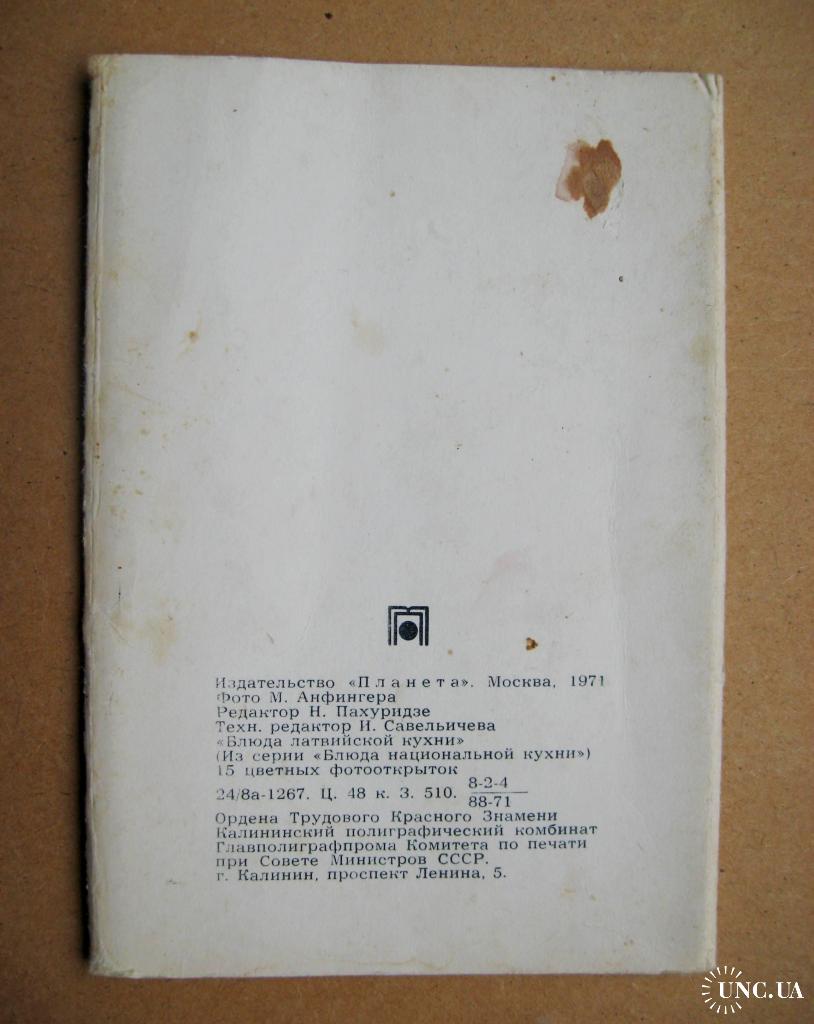 Издательство «Планета». Москва, 1971
Фото М. Анфингера
Редактор Н. Пахуридзе
Техн. редактор И. Савельичева
«Блюда латвийской кухни»
(Из серии «Блюда национальной кухни»)
15 цветных фотооткрыток
24/8а-1267. Ц. 48 к. З. 510. 8-2-4
88-71
Ордена Трудового Красного Знамени
Калининский полиграфический комбинат
Главполиграфпрома Комитета по печати
при Совете Министров СССР.
г. Калинин, проспект Ленина, 5.
UNC.UA